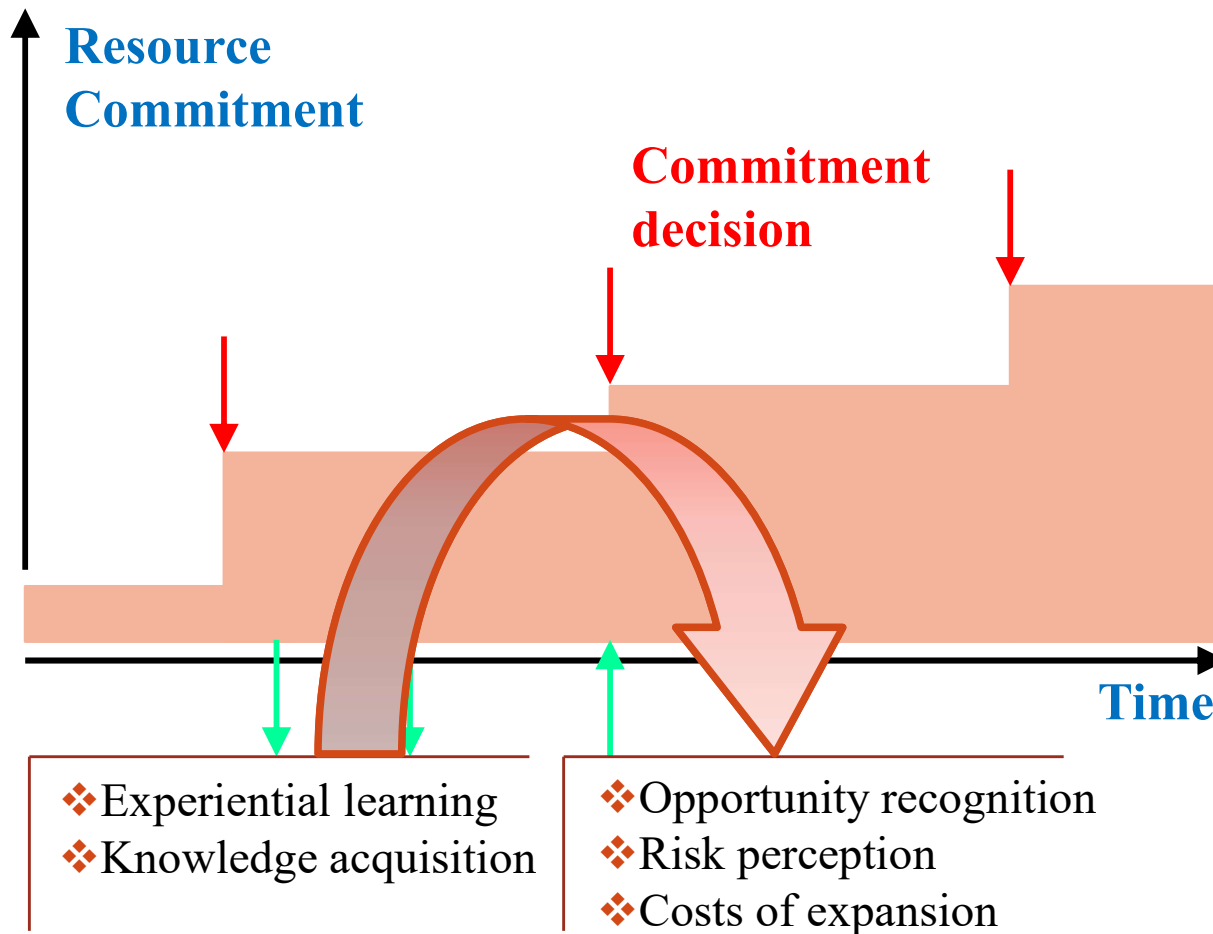 Resource
Commitment
Commitment
decision
Time
Experiential learning
Knowledge acquisition
Opportunity recognition
Risk perception
Costs of expansion